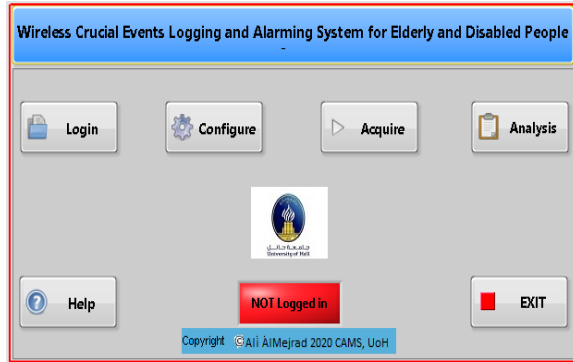 Wireless Crucial Events Logging and Alarming System for Elderly and Disabled People
-
Login
Configure
Acquire
Analysis
جامعة حائل
University of Hail
Help
NOT Logged in
EXIT
Copyright ©Ali AlMejrad 2020 CAMS, UoH